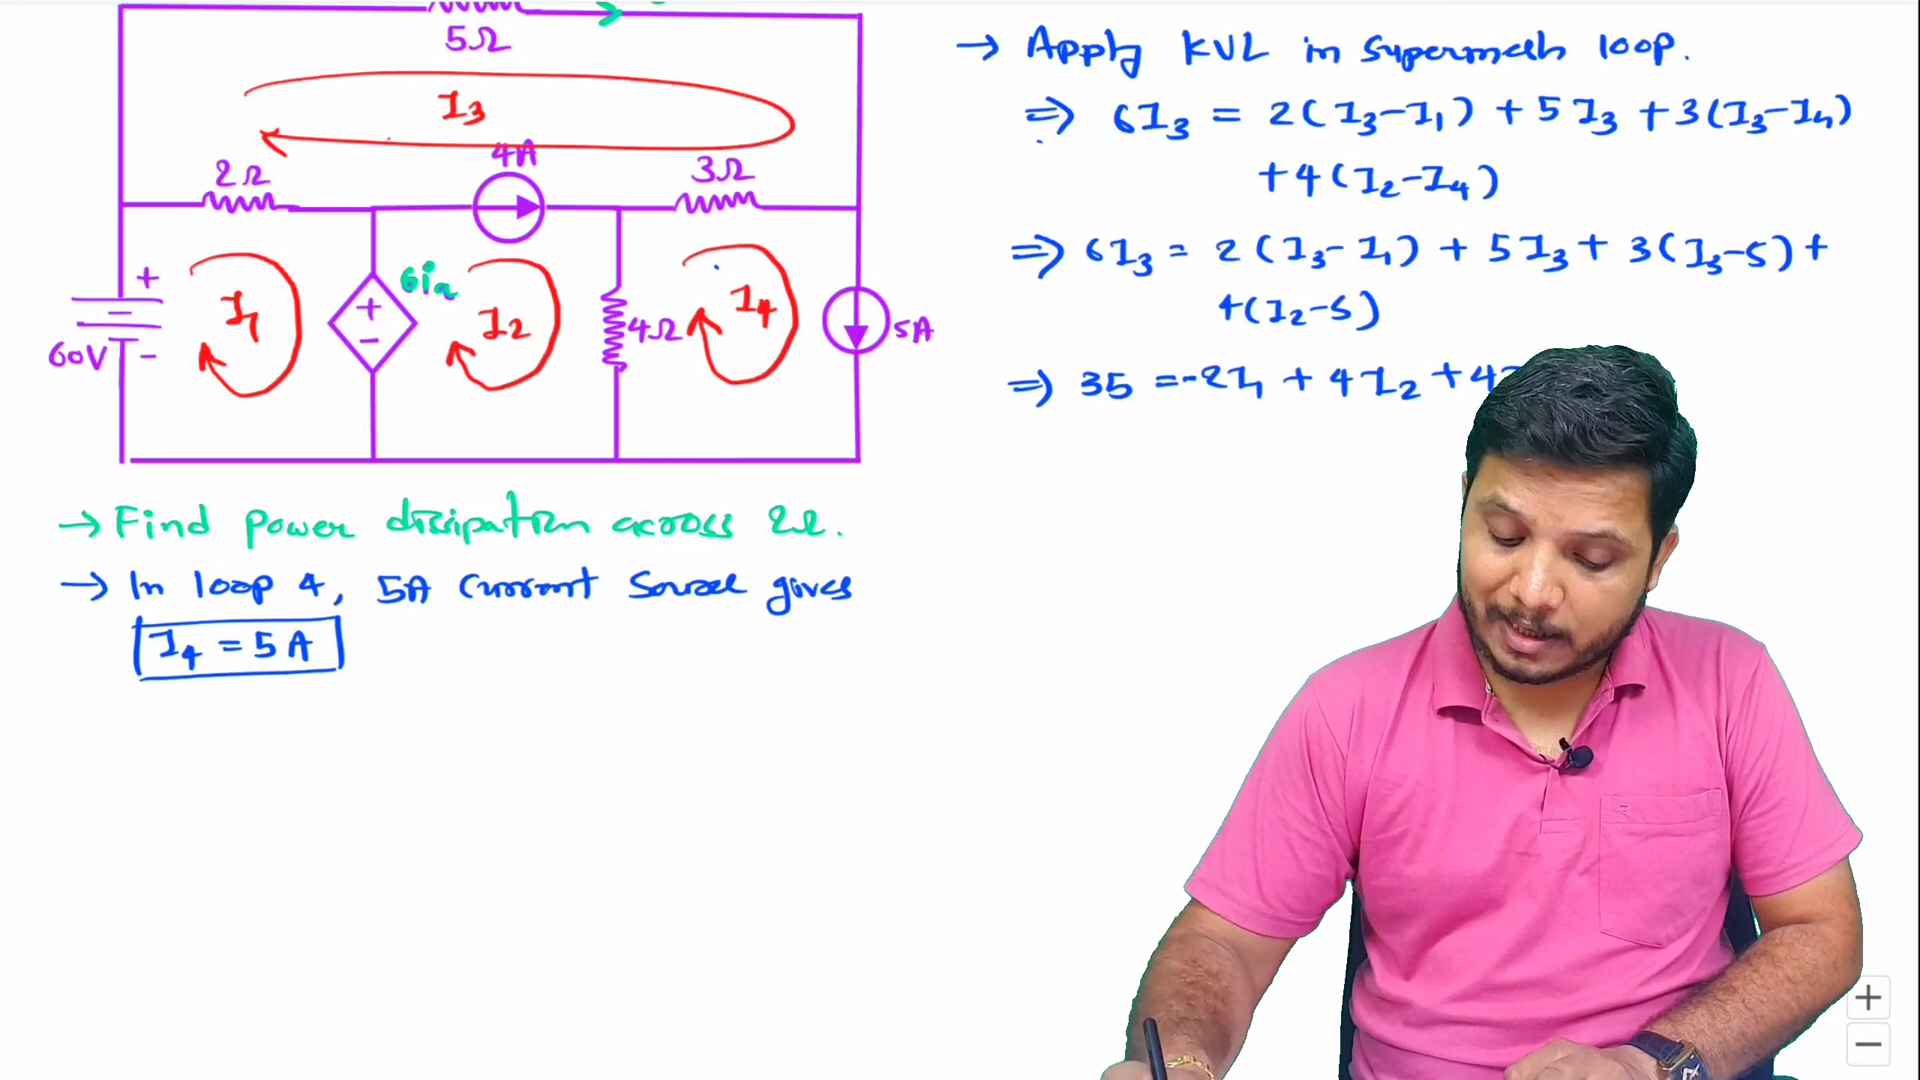 5Ω
I3
4A
2Ω
3Ω
+
6ia
+
I1
-
I2
4Ω
I4
5A
60V
-
→ Find power dissipation across 2Ω.
→ In loop 4, 5A Current Source gives
I4 = 5A
→ Apply KVL in supermesh loop.
⇒ 6I3 = 2(I3-I1) + 5I3 + 3(I3-I4)
+4(I2-I4)
⇒ 6I3 = 2(I3-I1) + 5I3 + 3(I3-5) +
4(I2-5)
⇒ 35 = -2I1 + 4I2 + 4